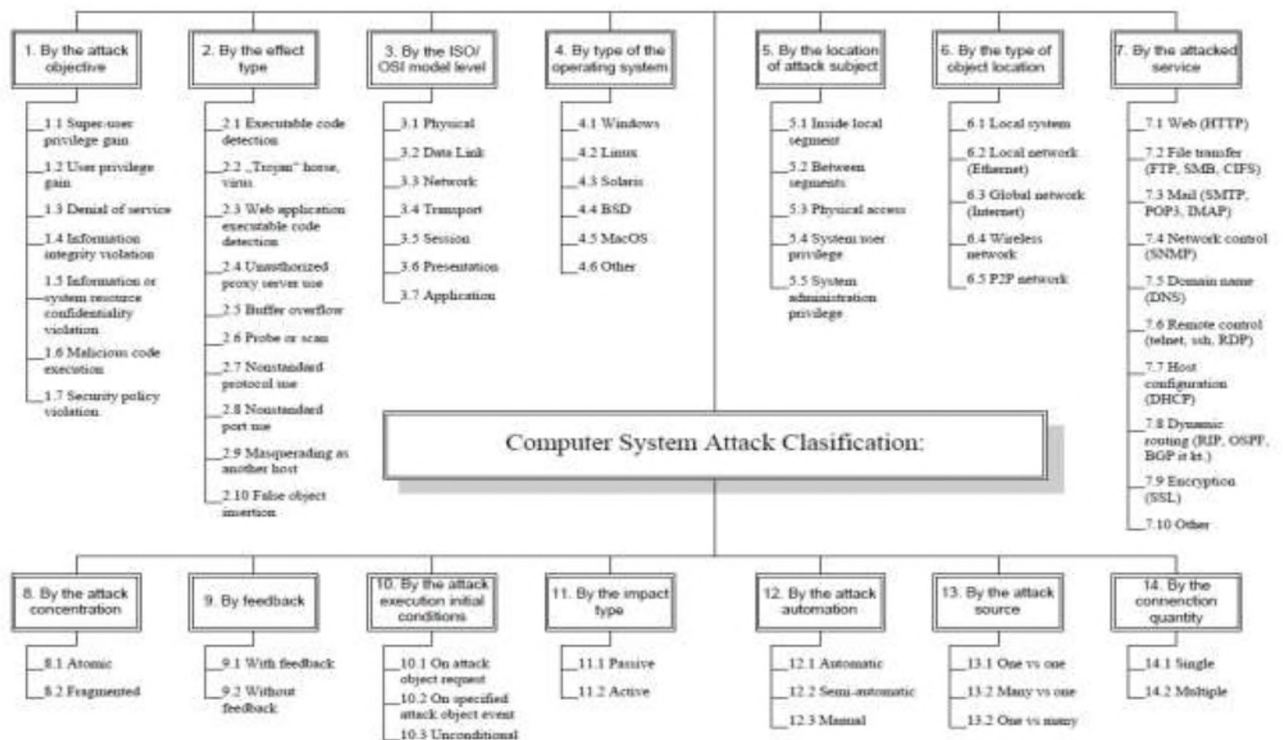 1. By the attack
objective
1.1 Super-user
privilege gain
1.2 User privilege
gain
1.3 Denial of service
1.4 Information
integrity violation
1.5 Information or
system resource
confidentiality
violation
1.6 Malicious code
execution
1.7 Security policy
violation
2. By the effect
type
2.1 Executable code
detection
2.2 „Troyan“ horse,
virus
2.3 Web application
executable code
detection
2.4 Unauthorized
proxy server use
2.5 Buffer overflow
2.6 Probe or scan
2.7 Nonstandard
protocol use
2.8 Nonstandard
port use
2.9 Masquerading as
another host
2.10 False object
insertion
3. By the ISO/
OSI model level
3.1 Physical
3.2 Data Link
3.3 Network
3.4 Transport
3.5 Session
3.6 Presentation
3.7 Application
4. By type of the
operating system
4.1 Windows
4.2 Linux
4.3 Solaris
4.4 BSD
4.5 MacOS
4.6 Other
5. By the location
of attack subject
5.1 Inside local
segment
5.2 Between
segments
5.3 Physical access
5.4 System user
privilege
5.5 System
administration
privilege
6. By the type of
object location
6.1 Local system
6.2 Local network
(Ethernet)
6.3 Global network
(Internet)
6.4 Wireless
network
6.5 P2P network
7. By the attacked
service
7.1 Web (HTTP)
7.2 File transfer
(FTP, SMB, CIFS)
7.3 Mail (SMTP,
POP3, IMAP)
7.4 Network control
(SNMP)
7.5 Domain name
(DNS)
7.6 Remote control
(telnet, ssh, RDP)
7.7 Host
configuration
(DHCP)
7.8 Dynamic
routing (RIP, OSPF,
BGP it kt.)
7.9 Encryption
(SSL)
7.10 Other
Computer System Attack Clasification:
8. By the attack
concentration
8.1 Atomic
8.2 Fragmented
9. By feedback
9.1 With feedback
9.2 Without
feedback
10. By the attack
execution initial
conditions
10.1 On attack
object request
10.2 On specified
attack object event
10.3 Unconditional
11. By the impact
type
11.1 Passive
11.2 Active
12. By the attack
automation
12.1 Automatic
12.2 Semi-automatic
12.3 Manual
13. By the attack
source
13.1 One vs one
13.2 Many vs one
13.2 One vs many
14. By the
connenction
quantity
14.1 Single
14.2 Multiple